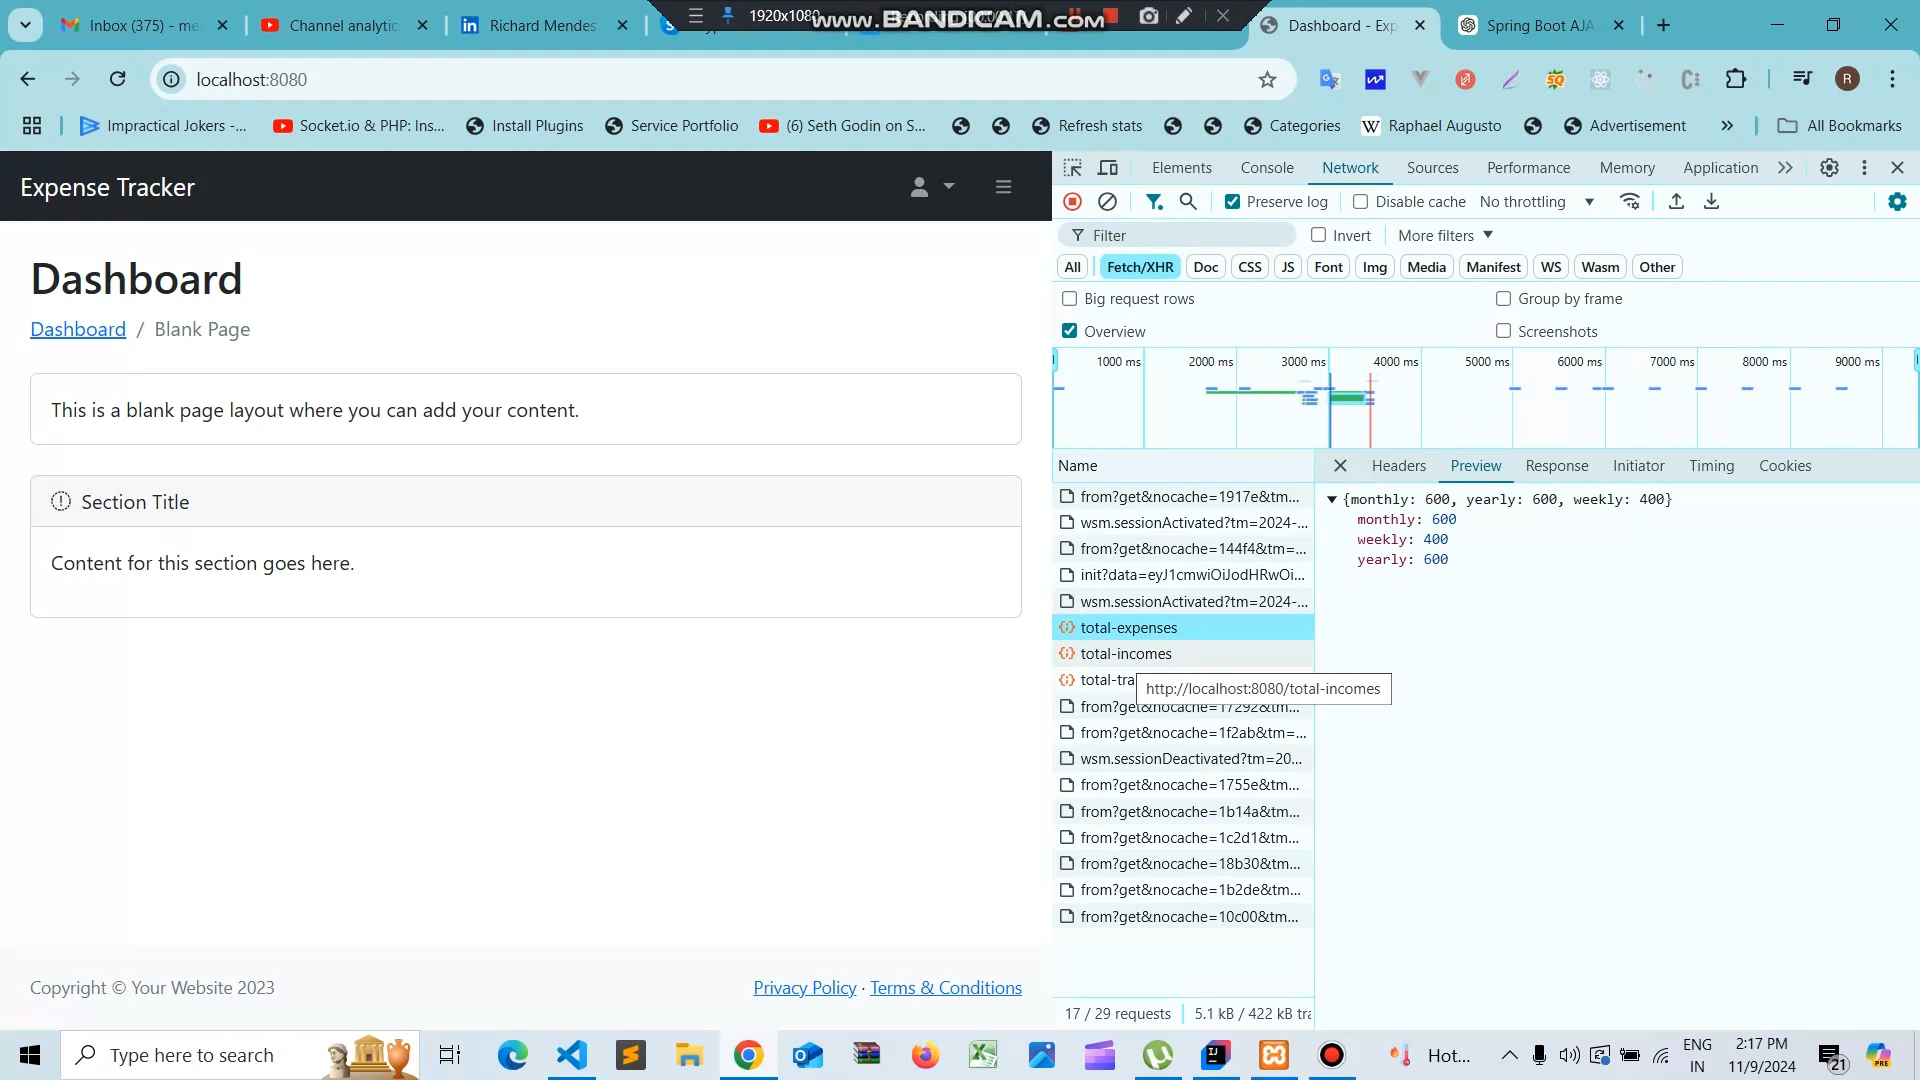 Inbox (375) - me
Channel analytic
Richard Mendes
1920x1080
www.BANDICAM.com
Dashboard - Exp
Spring Boot AJA
localhost:8080
R
Impractical Jokers -...
Socket.io & PHP: Ins...
Install Plugins
Service Portfolio
(6) Seth Godin on S...
Refresh stats
Categories
Raphael Augusto
Advertisement
All Bookmarks
Expense Tracker
Elements
Console
Network
Sources
Performance
Memory
Application
Preserve log
Disable cache
No throttling
Filter
Invert
More filters
All
Fetch/XHR
Doc
CSS
JS
Font
Img
Media
Manifest
WS
Wasm
Other
Big request rows
Group by frame
Overview
Screenshots
1000 ms
2000 ms
3000 ms
4000 ms
5000 ms
6000 ms
7000 ms
8000 ms
9000 ms
Dashboard
Dashboard / Blank Page
This is a blank page layout where you can add your content.
Section Title
Content for this section goes here.
Name
Headers
Preview
Response
Initiator
Timing
Cookies
from?get&nocache=1917e&tm...
wsm.sessionActivated?tm=2024-...
from?get&nocache=144f4&tm=...
init?data=eyJ1cmwiOiJodHRwOi...
wsm.sessionActivated?tm=2024-...
total-expenses
total-incomes
total-tra
http://localhost:8080/total-incomes
from?get&nocache=17292&tm...
from?get&nocache=1f2ab&tm=...
wsm.sessionDeactivated?tm=20...
from?get&nocache=1755e&tm...
from?get&nocache=1b14a&tm...
from?get&nocache=1c2d1&tm...
from?get&nocache=18b30&tm...
from?get&nocache=1b2de&tm...
from?get&nocache=10c00&tm...
{monthly: 600, yearly: 600, weekly: 400}
monthly: 600
weekly: 400
yearly: 600
17 / 29 requests
5.1 kB / 422 kB tra
Copyright © Your Website 2023
Privacy Policy · Terms & Conditions
Type here to search
Hot...
ENG
IN
2:17 PM
11/9/2024
21